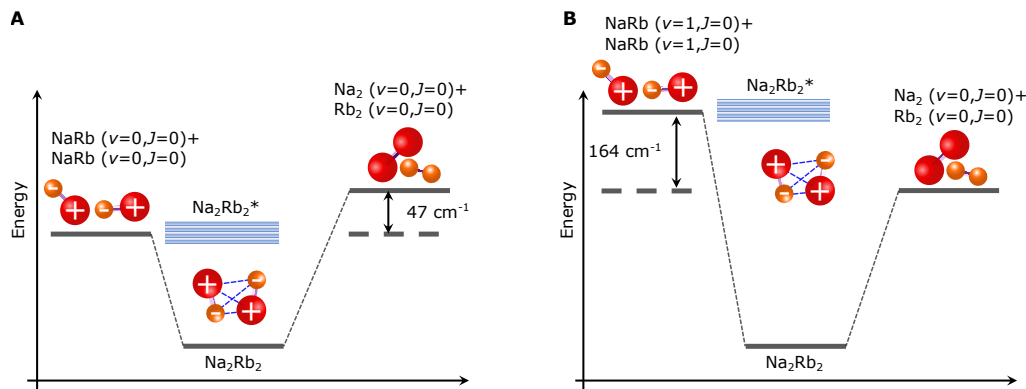 A
Energy
NaRb (v=0,J=0)+
NaRb (v=0,J=0)
Na₂Rb₂*
Na₂Rb₂
Na₂ (v=0,J=0)+
Rb₂ (v=0,J=0)
47 cm⁻¹
- + - +
+ - - +
B
Energy
NaRb (v=1,J=0)+
NaRb (v=1,J=0)
164 cm⁻¹
Na₂Rb₂*
Na₂Rb₂
Na₂ (v=0,J=0)+
Rb₂ (v=0,J=0)
- + - +
+ - - +